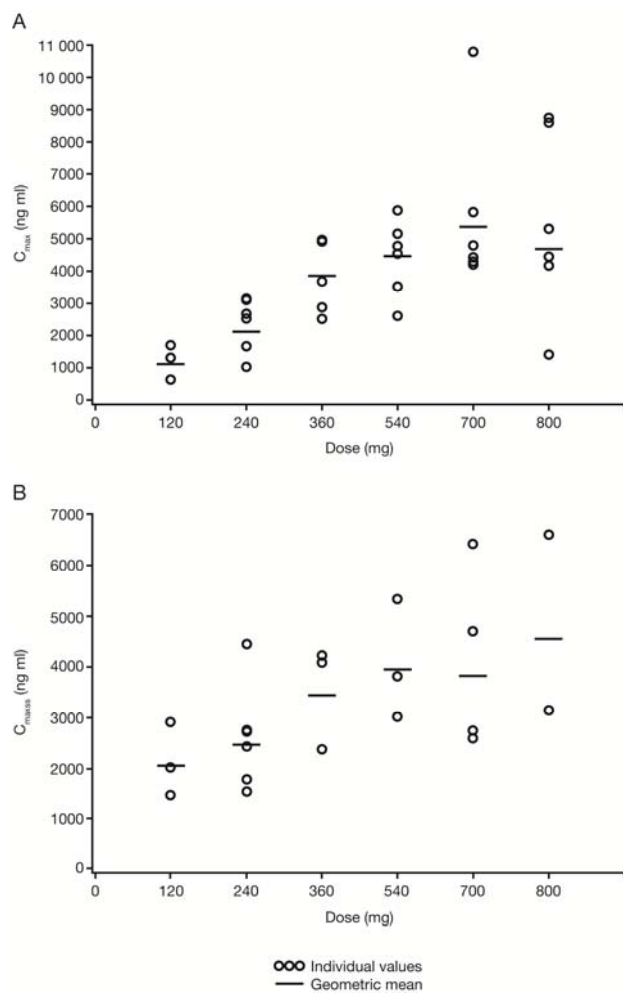 A
11 000
10 000
9000
8000
7000
6000
5000
4000
3000
2000
1000
0
Cmax (ng ml)
0 120 240 360 540 700 800
Dose (mg)
B
7000
6000
5000
4000
3000
2000
1000
0
Cmaxss (ng ml)
0 120 240 360 540 700 800
Dose (mg)
Individual values
Geometric mean